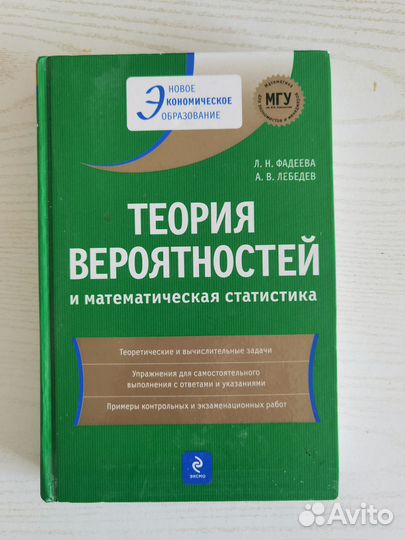 НОВОЕ
ЭКОНОМИЧЕСКОЕ
ОБРАЗОВАНИЕ
МГУ
Л. Н. ФАДЕЕВА
А. В. ЛЕБЕДЕВ
ТЕОРИЯ
ВЕРОЯТНОСТЕЙ
и математическая статистика
Теоретические и вычислительные задачи
Упражнения для самостоятельного
выполнения с ответами и указаниями
Примеры контрольных и экзаменационных работ
ЭКСМО
Avito